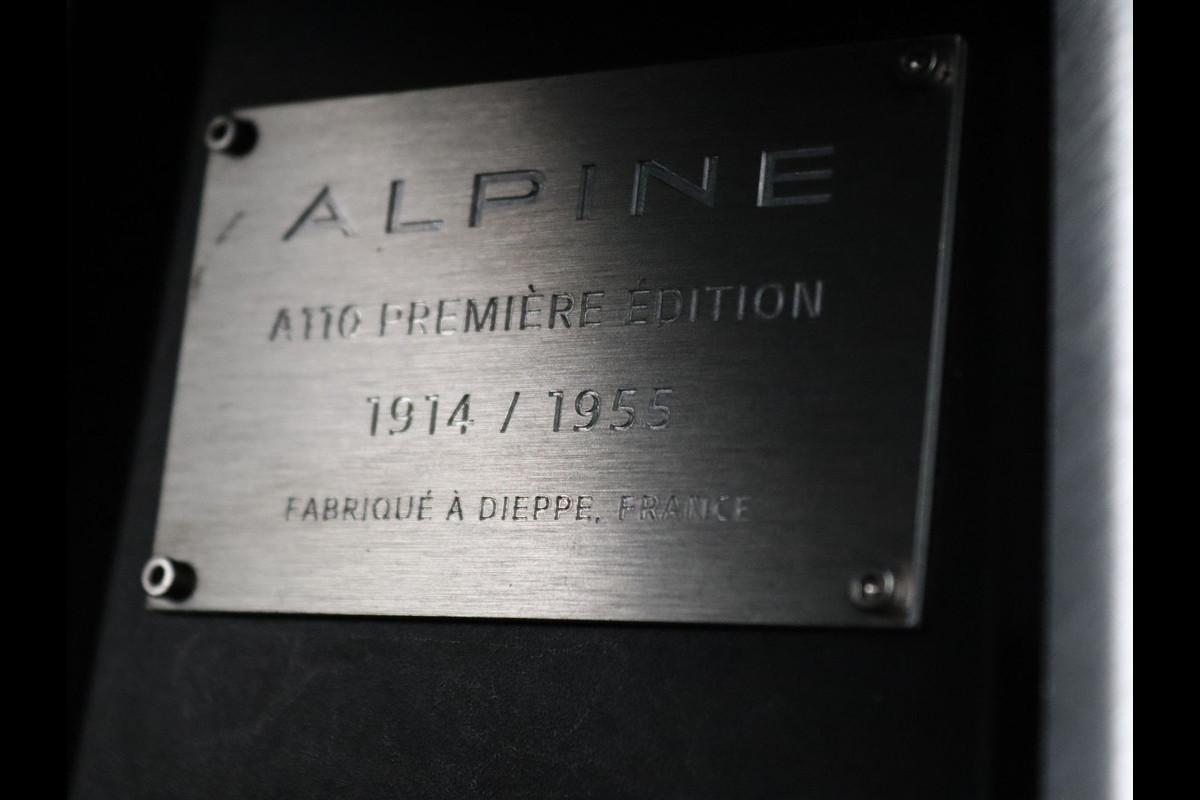 ALPINE
A110 PREMIÈRE ÉDITION
1914 / 1955
FABRIQUÉ À DIEPPE, FRANCE